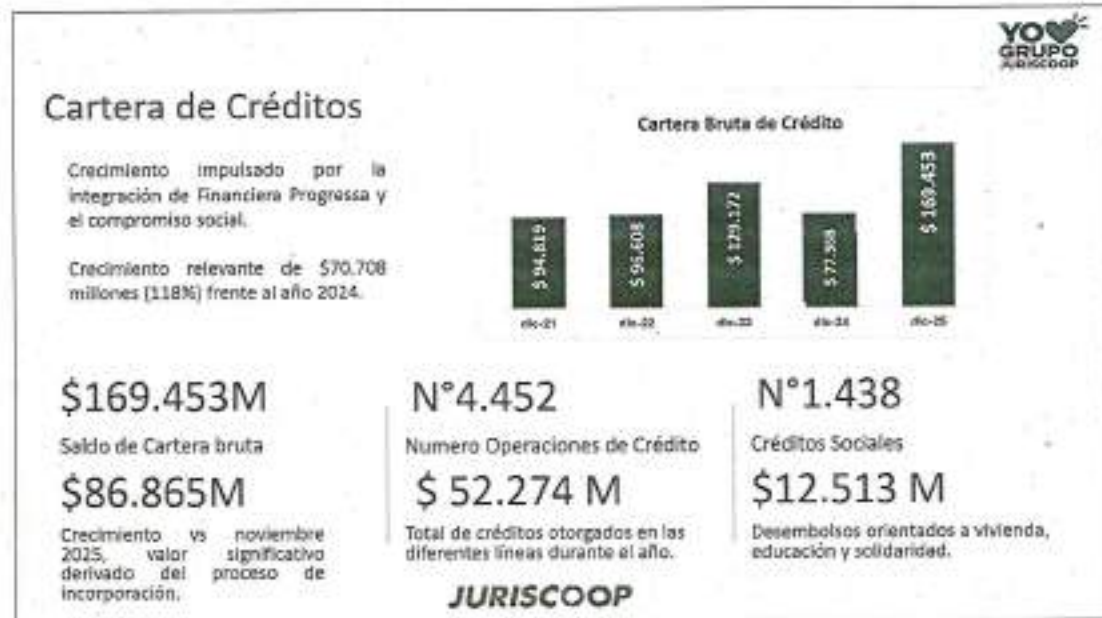 YO
GRUPO
JURISCOOP
Cartera de Créditos
Crecimiento impulsado por la
integración de Financiera Progressa y
el compromiso social.
Crecimiento relevante de $70.708
millones (118%) frente al año 2024.
Cartera Bruta de Crédito
$ 94.819
$ 96.608
$ 129.172
$ 169.453
dic-21
dic-22
dic-23
dic-24
dic-25
$169.453M
Saldo de Cartera bruta
$86.865M
Crecimiento vs noviembre
2025, valor significativo
derivado del proceso de
incorporación.
N°4.452
Numero Operaciones de Crédito
$ 52.274 M
Total de créditos otorgados en las
diferentes líneas durante el año.
N°1.438
Créditos Sociales
$12.513 M
Desembolsos orientados a vivienda,
educación y solidaridad.
JURISCOOP